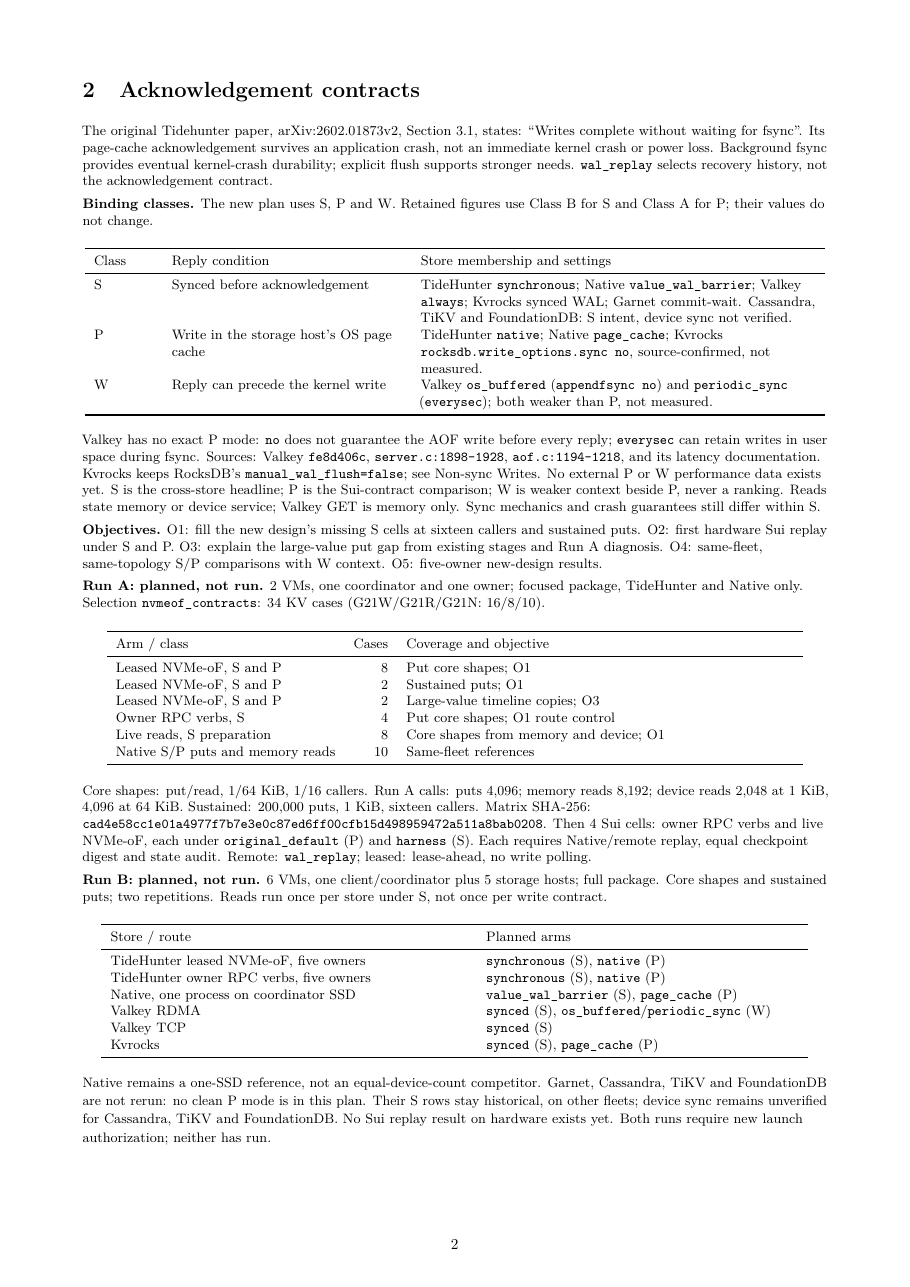 2 Acknowledgement contracts
The original Tidehunter paper, arXiv:2602.01873v2, Section 3.1, states: “Writes complete without waiting for fsync”. Its
page-cache acknowledgement survives an application crash, not an immediate kernel crash or power loss. Background fsync
provides eventual kernel-crash durability; explicit flush supports stronger needs. wal_replay selects recovery history, not
the acknowledgement contract.
Binding classes. The new plan uses S, P and W. Retained figures use Class B for S and Class A for P; their values do
not change.
Class Reply condition Store membership and settings
S Synced before acknowledgement TideHunter synchronous; Native value_wal_barrier; Valkey
always; Kvrocks synced WAL; Garnet commit-wait. Cassandra,
TiKV and FoundationDB: S intent, device sync not verified.
P Write in the storage host's OS page TideHunter native; Native page_cache; Kvrocks
cache rocksdb.write_options.sync no, source-confirmed, not
measured.
W Reply can precede the kernel write Valkey os_buffered (appendfsync no) and periodic_sync
(everysec); both weaker than P, not measured.
Valkey has no exact P mode: no does not guarantee the AOF write before every reply; everysec can retain writes in user
space during fsync. Sources: Valkey fe8d406c, server.c:1898-1928, aof.c:1194-1218, and its latency documentation.
Kvrocks keeps RocksDB's manual_wal_flush=false; see Non-sync Writes. No external P or W performance data exists
yet. S is the cross-store headline; P is the Sui-contract comparison; W is weaker context beside P, never a ranking. Reads
state memory or device service; Valkey GET is memory only. Sync mechanics and crash guarantees still differ within S.
Objectives. O1: fill the new design's missing S cells at sixteen callers and sustained puts. O2: first hardware Sui replay
under S and P. O3: explain the large-value put gap from existing stages and Run A diagnosis. O4: same-fleet,
same-topology S/P comparisons with W context. O5: five-owner new-design results.
Run A: planned, not run. 2 VMs, one coordinator and one owner; focused package, TideHunter and Native only.
Selection nvmeof_contracts: 34 KV cases (G21W/G21R/G21N: 16/8/10).
Arm / class Cases Coverage and objective
Leased NVMe-oF, S and P 8 Put core shapes; O1
Leased NVMe-oF, S and P 2 Sustained puts; O1
Leased NVMe-oF, S and P 2 Large-value timeline copies; O3
Owner RPC verbs, S 4 Put core shapes; O1 route control
Live reads, S preparation 8 Core shapes from memory and device; O1
Native S/P puts and memory reads 10 Same-fleet references
Core shapes: put/read, 1/64 KiB, 1/16 callers. Run A calls: puts 4,096; memory reads 8,192; device reads 2,048 at 1 KiB,
4,096 at 64 KiB. Sustained: 200,000 puts, 1 KiB, sixteen callers. Matrix SHA-256:
cad4e58cc1e01a4977f7b7e3e0c87ed6ff00cfb15d498959472a511a8bab0208. Then 4 Sui cells: owner RPC verbs and live
NVMe-oF, each under original_default (P) and harness (S). Each requires Native/remote replay, equal checkpoint
digest and state audit. Remote: wal_replay; leased: lease-ahead, no write polling.
Run B: planned, not run. 6 VMs, one client/coordinator plus 5 storage hosts; full package. Core shapes and sustained
puts; two repetitions. Reads run once per store under S, not once per write contract.
Store / route Planned arms
TideHunter leased NVMe-oF, five owners synchronous (S), native (P)
TideHunter owner RPC verbs, five owners synchronous (S), native (P)
Native, one process on coordinator SSD value_wal_barrier (S), page_cache (P)
Valkey RDMA synced (S), os_buffered/periodic_sync (W)
Valkey TCP synced (S)
Kvrocks synced (S), page_cache (P)
Native remains a one-SSD reference, not an equal-device-count competitor. Garnet, Cassandra, TiKV and FoundationDB
are not rerun: no clean P mode is in this plan. Their S rows stay historical, on other fleets; device sync remains unverified
for Cassandra, TiKV and FoundationDB. No Sui replay result on hardware exists yet. Both runs require new launch
authorization; neither has run.
2